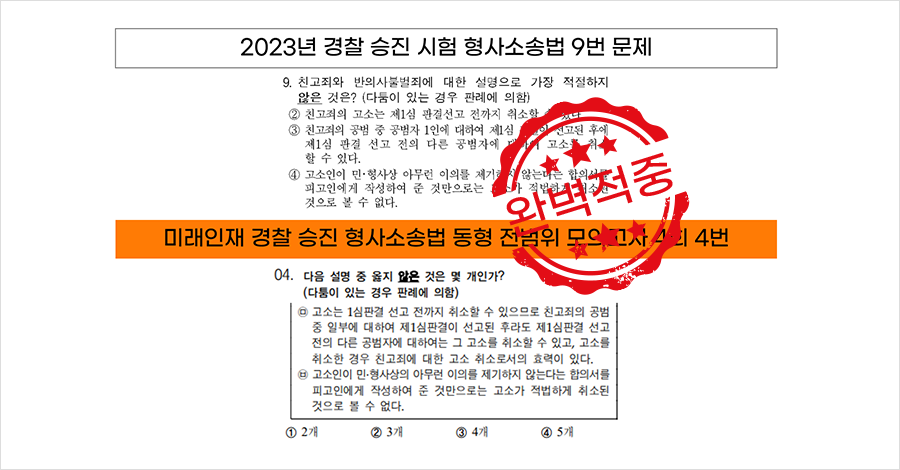 2023년 경찰 승진 시험 형사소송법 9번 문제
9. 친고죄와 반의사불벌죄에 대한 설명으로 가장 적절하지
않은 것은? (다툼이 있는 경우 판례에 의함)
② 친고죄의 고소는 제1심 판결선고 전까지 취소할 수 있다.
③ 친고죄의 공범 중 공범자 1인에 대하여 제1심 선고된 후에
제1심 판결 선고 전의 다른 공범자에 대하여 고소를 취소
할 수 있다.
④ 고소인이 민·형사상 아무런 이의를 제기하지 않는다는 합의서를
피고인에게 작성하여 준 것만으로는 고소가 적법하게 취소된
것으로 볼 수 없다.
완벽적중
미래인재 경찰 승진 형사소송법 동형 전범위 모의고사 4회 4번
04. 다음 설명 중 옳지 않은 것은 몇 개인가?
(다툼이 있는 경우 판례에 의함)
㉤ 고소는 1심판결 선고 전까지 취소할 수 있으므로 친고죄의 공범
중 일부에 대하여 제1심판결이 선고된 후라도 제1심판결 선고
전의 다른 공범자에 대하여는 그 고소를 취소할 수 있고, 고소를
취소한 경우 친고죄에 대한 고소 취소로서의 효력이 있다.
㉥ 고소인이 민·형사상의 아무런 이의를 제기하지 않는다는 합의서를
피고인에게 작성하여 준 것만으로는 고소가 적법하게 취소된
것으로 볼 수 없다.
① 2개 ② 3개 ③ 4개 ④ 5개